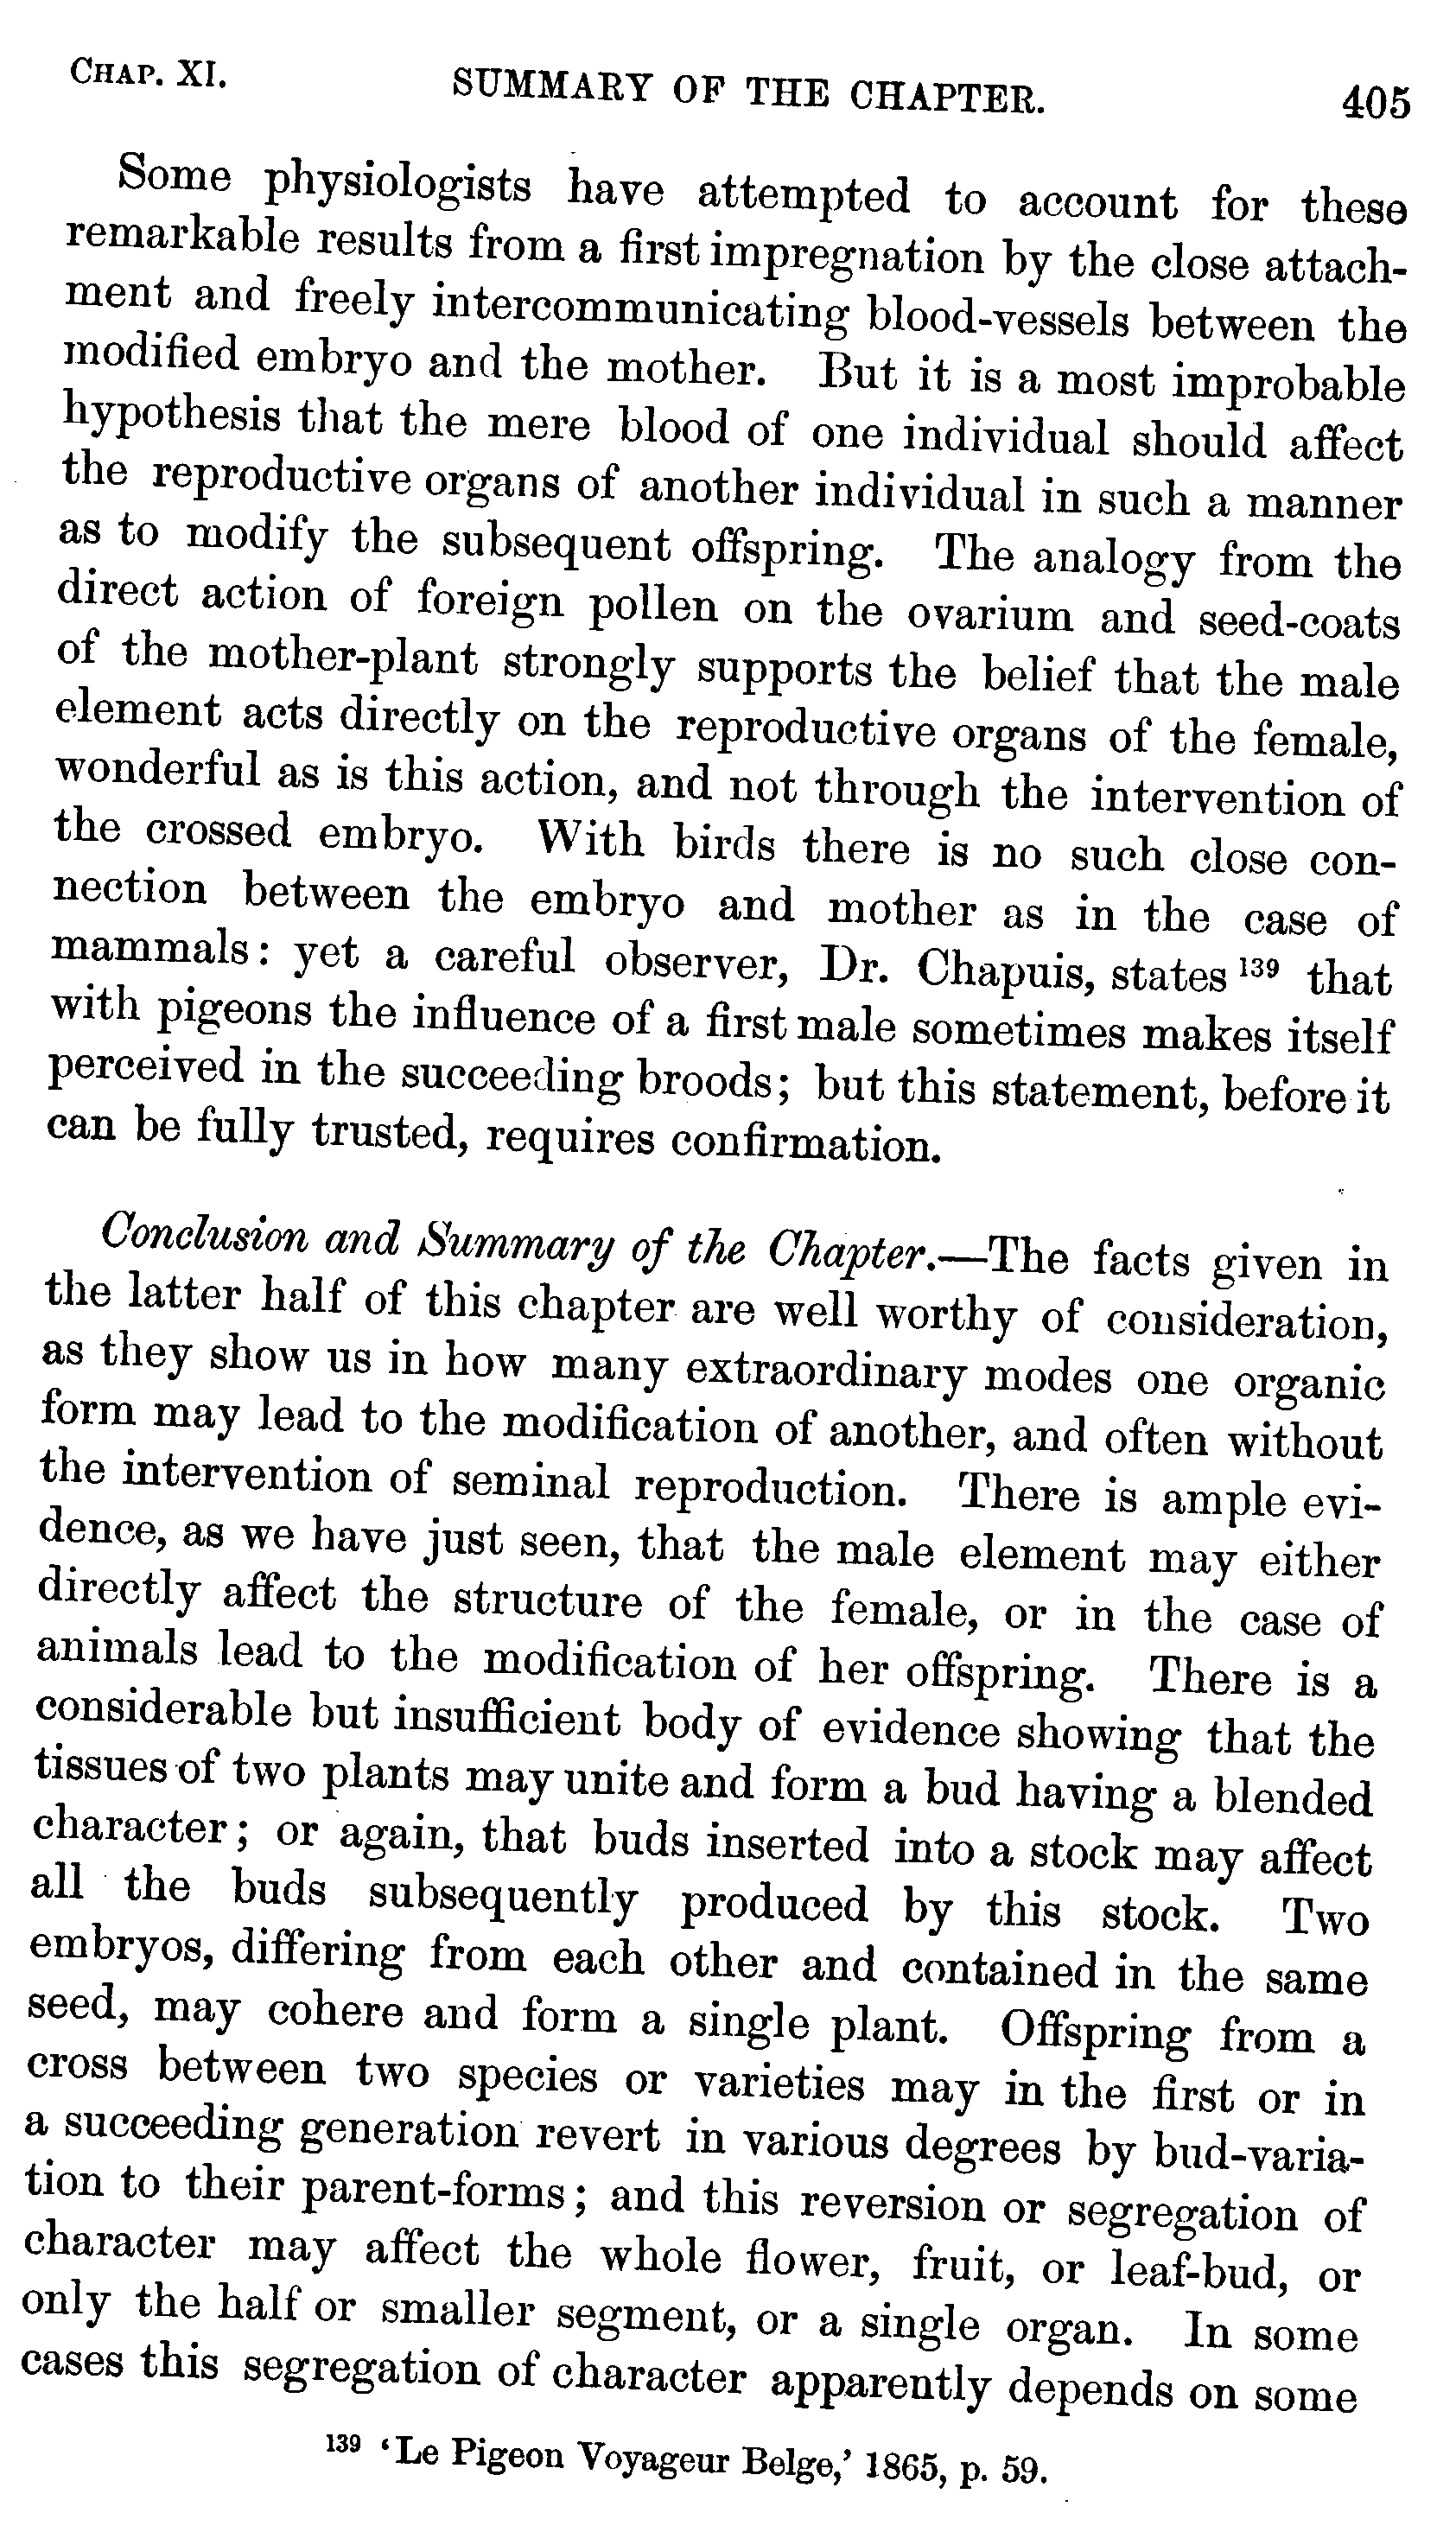 CHAP. XI. SUMMARY OF THE CHAPTER. 405
Some physiologists have attempted to account for these
remarkable results from a first impregnation by the close attach-
ment and freely intercommunicating blood-vessels between the
modified embryo and the mother. But it is a most improbable
hypothesis that the mere blood of one individual should affect
the reproductive organs of another individual in such a manner
as to modify the subsequent offspring. The analogy from the
direct action of foreign pollen on the ovarium and seed-coats
of the mother-plant strongly supports the belief that the male
element acts directly on the reproductive organs of the female,
wonderful as is this action, and not through the intervention of
the crossed embryo. With birds there is no such close con-
nection between the embryo and mother as in the case of
mammals: yet a careful observer, Dr. Chapuis, states 139 that
with pigeons the influence of a first male sometimes makes itself
perceived in the succeeding broods; but this statement, before it
can be fully trusted, requires confirmation.
Conclusion and Summary of the Chapter.—The facts given in
the latter half of this chapter are well worthy of consideration,
as they show us in how many extraordinary modes one organic
form may lead to the modification of another, and often without
the intervention of seminal reproduction. There is ample evi-
dence, as we have just seen, that the male element may either
directly affect the structure of the female, or in the case of
animals lead to the modification of her offspring. There is a
considerable but insufficient body of evidence showing that the
tissues of two plants may unite and form a bud having a blended
character; or again, that buds inserted into a stock may affect
all the buds subsequently produced by this stock. Two
embryos, differing from each other and contained in the same
seed, may cohere and form a single plant. Offspring from a
cross between two species or varieties may in the first or in
a succeeding generation revert in various degrees by bud-varia-
tion to their parent-forms; and this reversion or segregation of
character may affect the whole flower, fruit, or leaf-bud, or
only the half or smaller segment, or a single organ. In some
cases this segregation of character apparently depends on some
139 ‘Le Pigeon Voyageur Belge,’ 1865, p. 59.